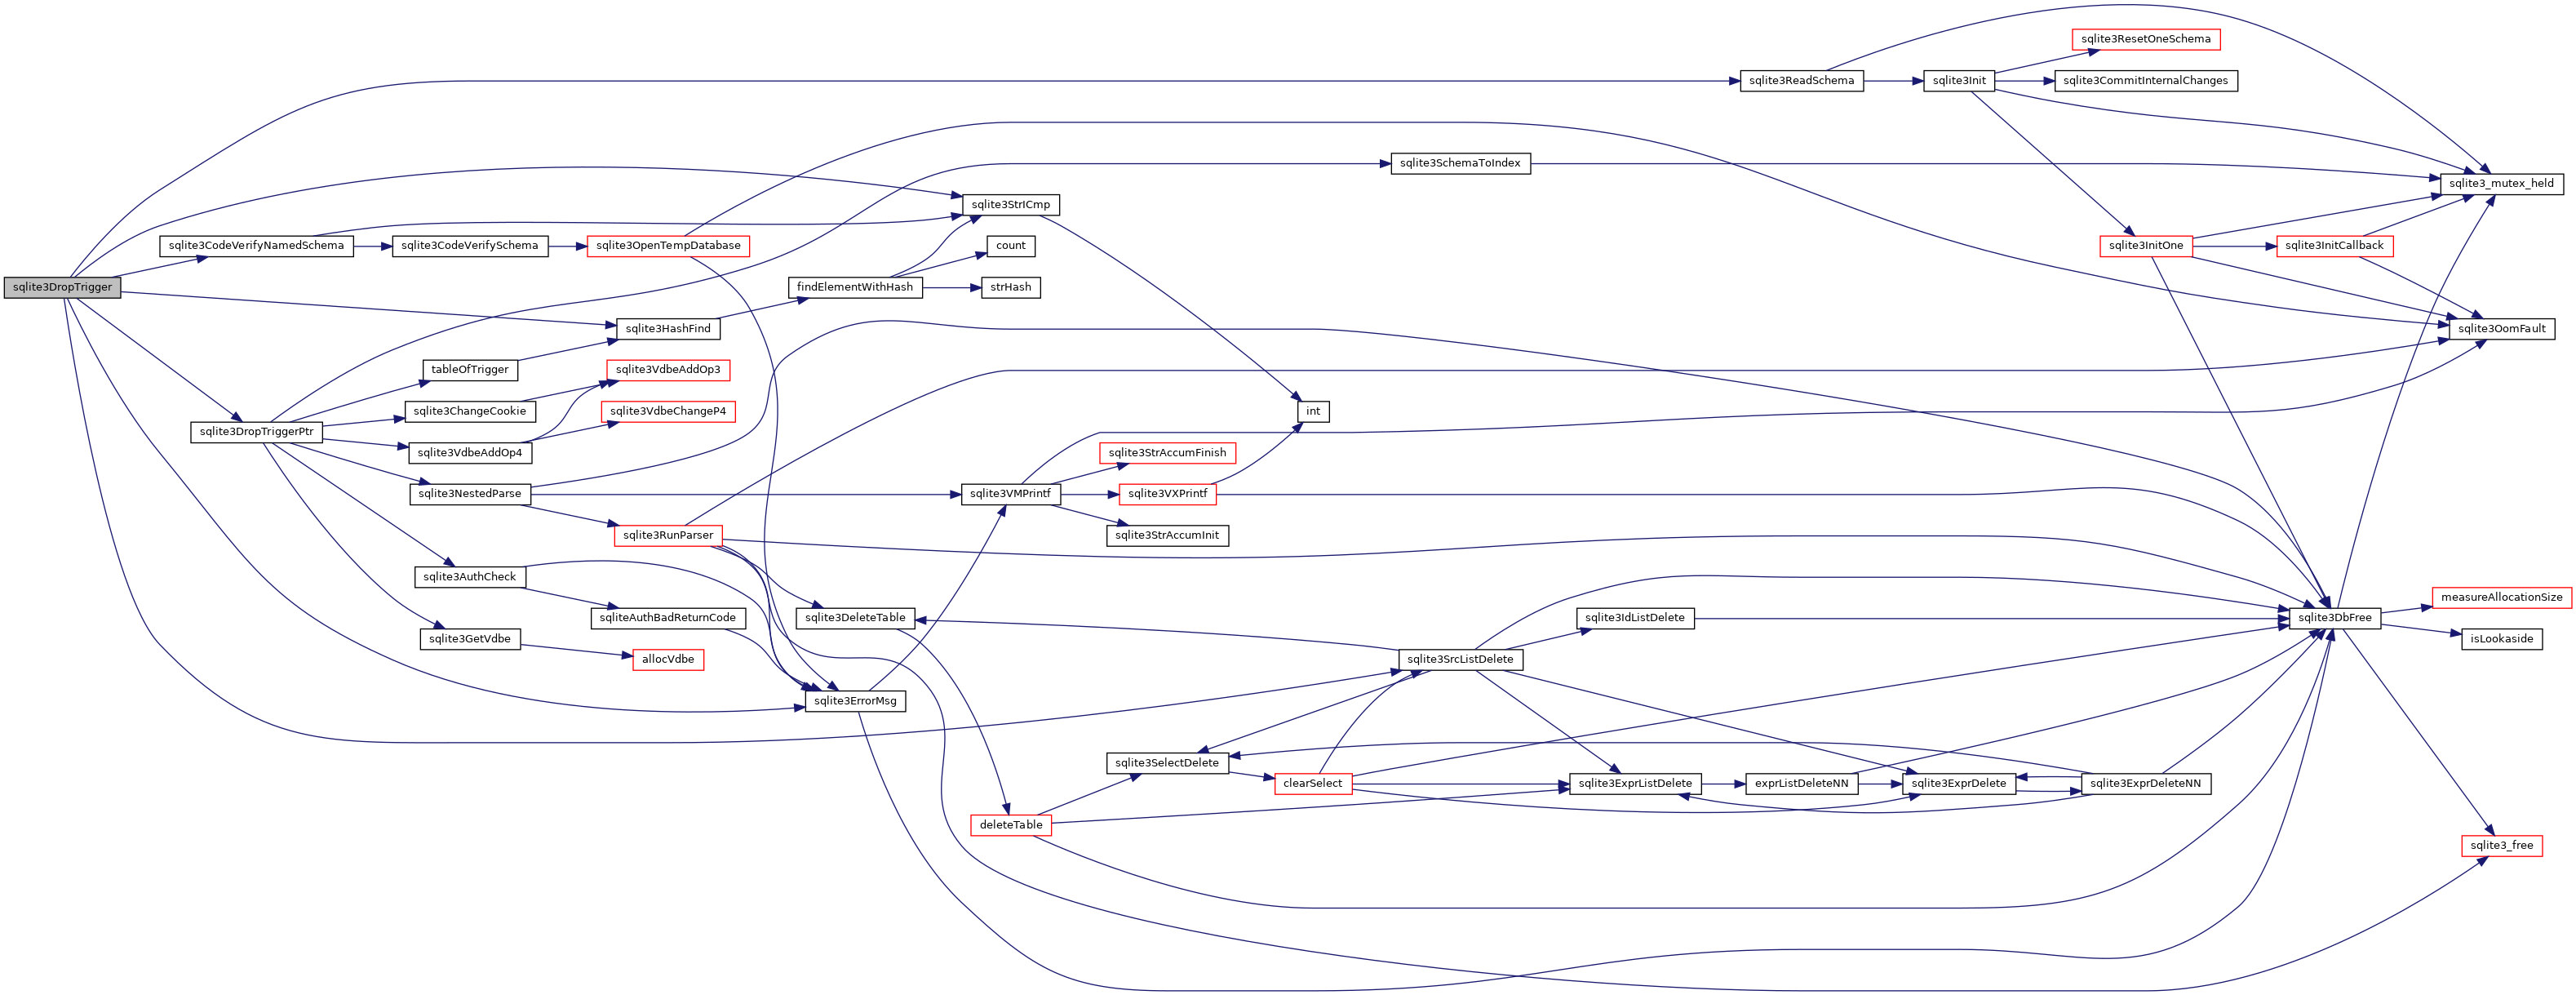 sqlite3ResetOneSchema
sqlite3ReadSchema
sqlite3Init
sqlite3CommitInternalChanges
sqlite3SchemaToIndex
sqlite3_mutex_held
sqlite3StrICmp
sqlite3CodeVerifyNamedSchema
sqlite3CodeVerifySchema
sqlite3OpenTempDatabase
count
sqlite3InitOne
sqlite3InitCallback
sqlite3DropTrigger
findElementWithHash
strHash
sqlite3HashFind
sqlite3OomFault
tableOfTrigger
sqlite3VdbeAddOp3
sqlite3ChangeCookie
sqlite3VdbeChangeP4
int
sqlite3DropTriggerPtr
sqlite3VdbeAddOp4
sqlite3StrAccumFinish
sqlite3NestedParse
sqlite3VMPrintf
sqlite3VXPrintf
sqlite3RunParser
sqlite3StrAccumInit
sqlite3AuthCheck
measureAllocationSize
sqliteAuthBadReturnCode
sqlite3DeleteTable
sqlite3IdListDelete
sqlite3DbFree
sqlite3GetVdbe
isLookaside
allocVdbe
sqlite3SrcListDelete
sqlite3ErrorMsg
sqlite3SelectDelete
clearSelect
sqlite3ExprListDelete
exprListDeleteNN
sqlite3ExprDelete
sqlite3ExprDeleteNN
deleteTable
sqlite3_free